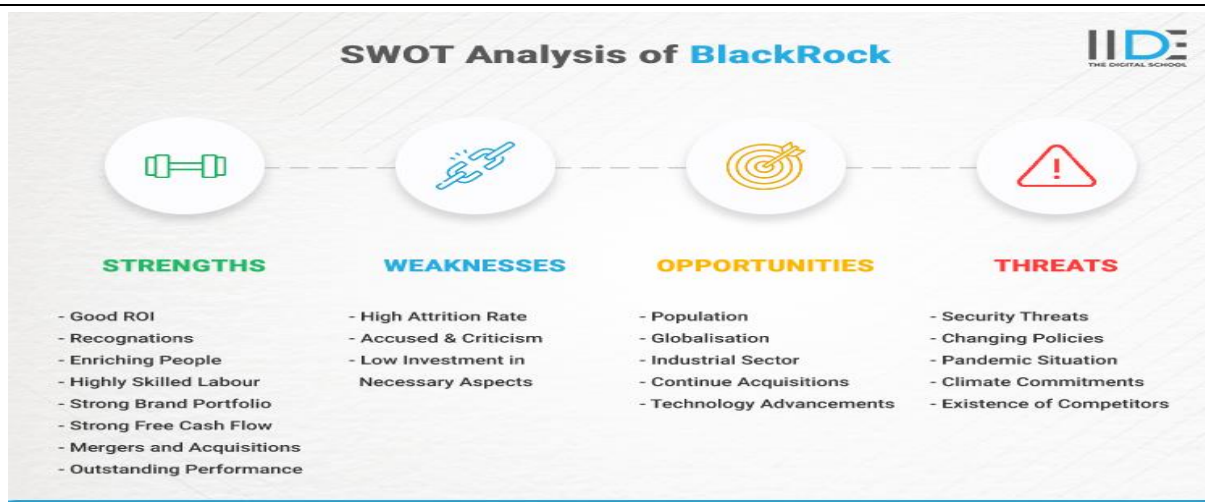 SWOT Analysis of BlackRock
IIDE
THE DIGITAL SCHOOL
STRENGTHS
- Good ROI
- Recognations
- Enriching People
- Highly Skilled Labour
- Strong Brand Portfolio
- Strong Free Cash Flow
- Mergers and Acquisitions
- Outstanding Performance
WEAKNESSES
- High Attrition Rate
- Accused & Criticism
- Low Investment in
Necessary Aspects
OPPORTUNITIES
- Population
- Globalisation
- Industrial Sector
- Continue Acquisitions
- Technology Advancements
THREATS
- Security Threats
- Changing Policies
- Pandemic Situation
- Climate Commitments
- Existence of Competitors